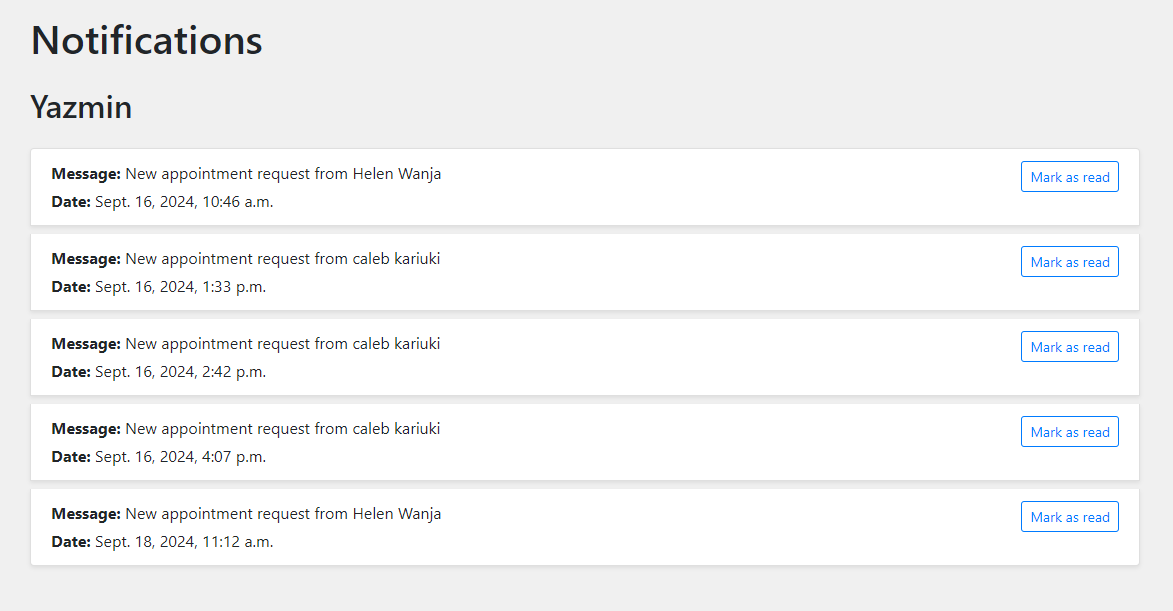 Notifications
Yazmin
Message: New appointment request from Helen Wanja
Mark as read
Date: Sept. 16, 2024, 10:46 a.m.
Message: New appointment request from caleb kariuki
Mark as read
Date: Sept. 16, 2024, 1:33 p.m.
Message: New appointment request from caleb kariuki
Mark as read
Date: Sept. 16, 2024, 2:42 p.m.
Message: New appointment request from caleb kariuki
Mark as read
Date: Sept. 16, 2024, 4:07 p.m.
Message: New appointment request from Helen Wanja
Mark as read
Date: Sept. 18, 2024, 11:12 a.m.